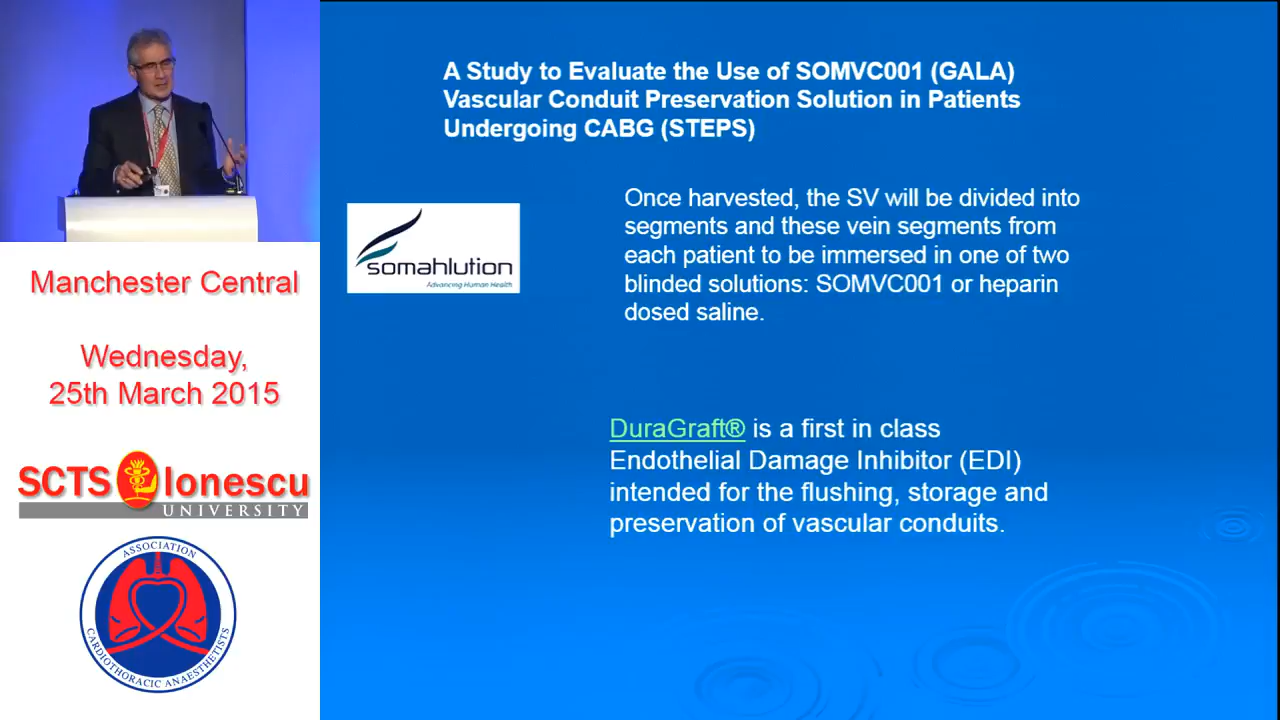 A Study to Evaluate the Use of SOMVC001 (GALA)
Vascular Conduit Preservation Solution in Patients
Undergoing CABG (STEPS)
somahlution
Advancing Human Health
Once harvested, the SV will be divided into
segments and these vein segments from
each patient to be immersed in one of two
blinded solutions: SOMVC001 or heparin
dosed saline.
DuraGraft® is a first in class
Endothelial Damage Inhibitor (EDI)
intended for the flushing, storage and
preservation of vascular conduits.
Manchester Central
Wednesday,
25th March 2015
SCTS Ionescu
UNIVERSITY
ASSOCIATION
CARDIOTHORACIC ANAESTHETISTS